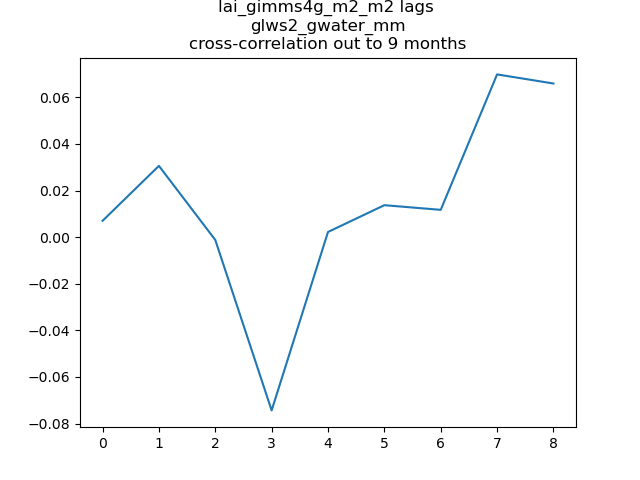 lai_gimms4g_m2_m2 lags
glws2_gwater_mm
cross-correlation out to 9 months
0.06
0.04
0.02
0.00
−0.02
−0.04
−0.06
−0.08
0 1 2 3 4 5 6 7 8